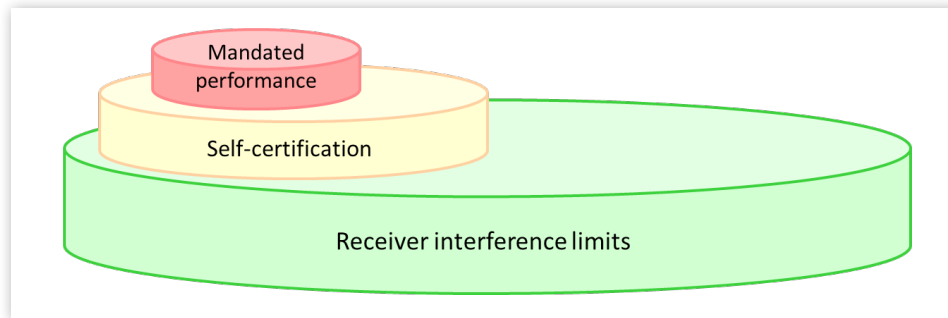 Mandated
performance
Self-certification
Receiver interference limits